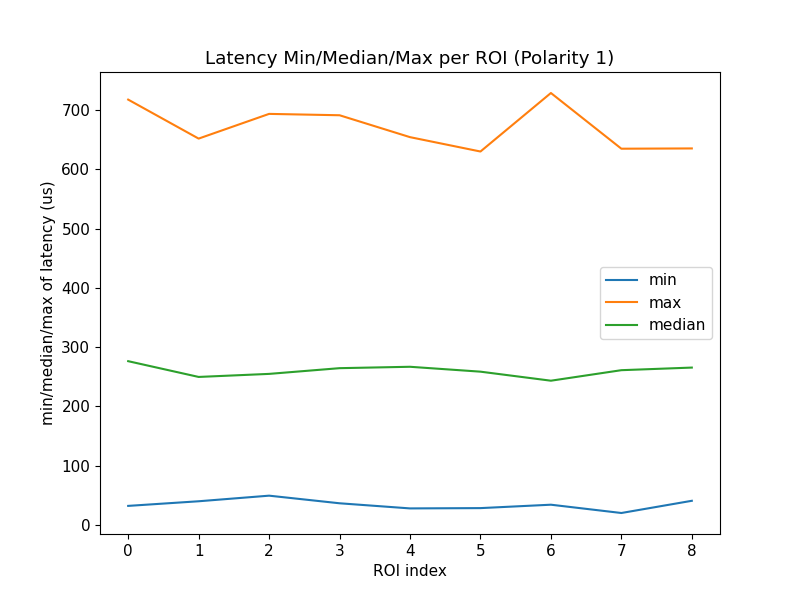 Latency Min/Median/Max per ROI (Polarity 1)
min/median/max of latency (us)
700
600
500
400
300
200
100
0
min
max
median
0 1 2 3 4 5 6 7 8
ROI index